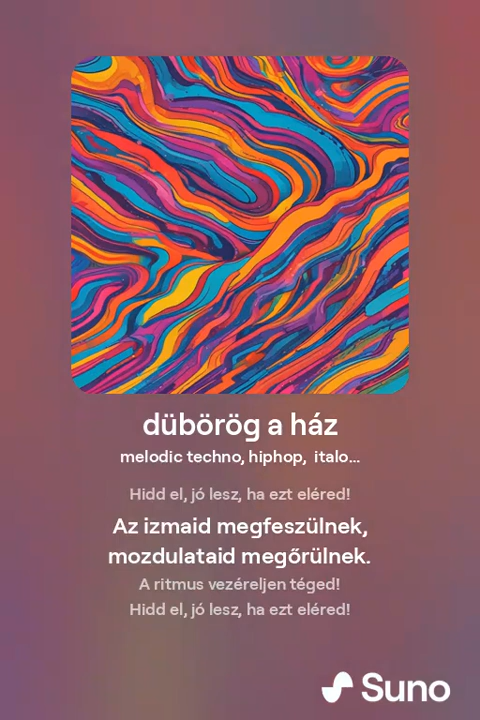 dübörög a ház
melodic techno, hiphop, italo...
Hidd el, jó lesz, ha ezt eléred!
Az izmaid megfeszülnek,
mozdulataid megőrülnek.
A ritmus vezéreljen téged!
Hidd el, jó lesz, ha ezt eléred!
Suno